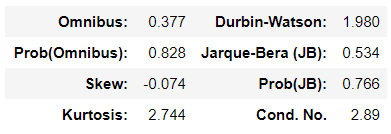 Omnibus: 0.377 Durbin-Watson: 1.980
Prob(Omnibus): 0.828 Jarque-Bera (JB): 0.534
Skew: -0.074 Prob(JB): 0.766
Kurtosis: 2.744 Cond. No. 2.89